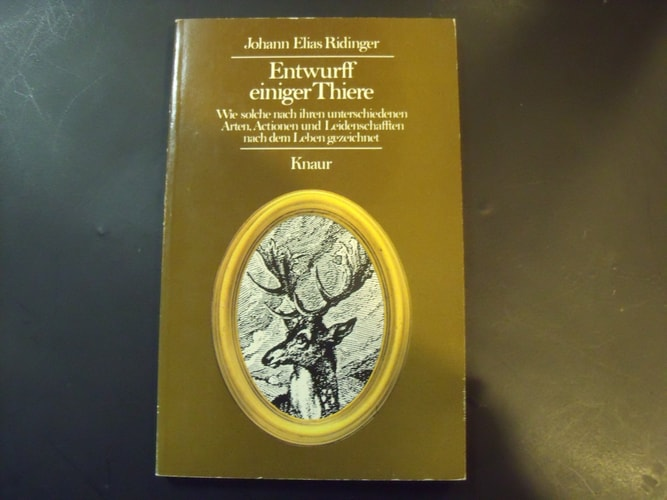 Johann Elias Ridinger
Entwurff
einiger Thiere
Wie solche nach ihren unterschiedenen
Arten, Actionen und Leidenschafften
nach dem Leben gezeichnet
Knaur